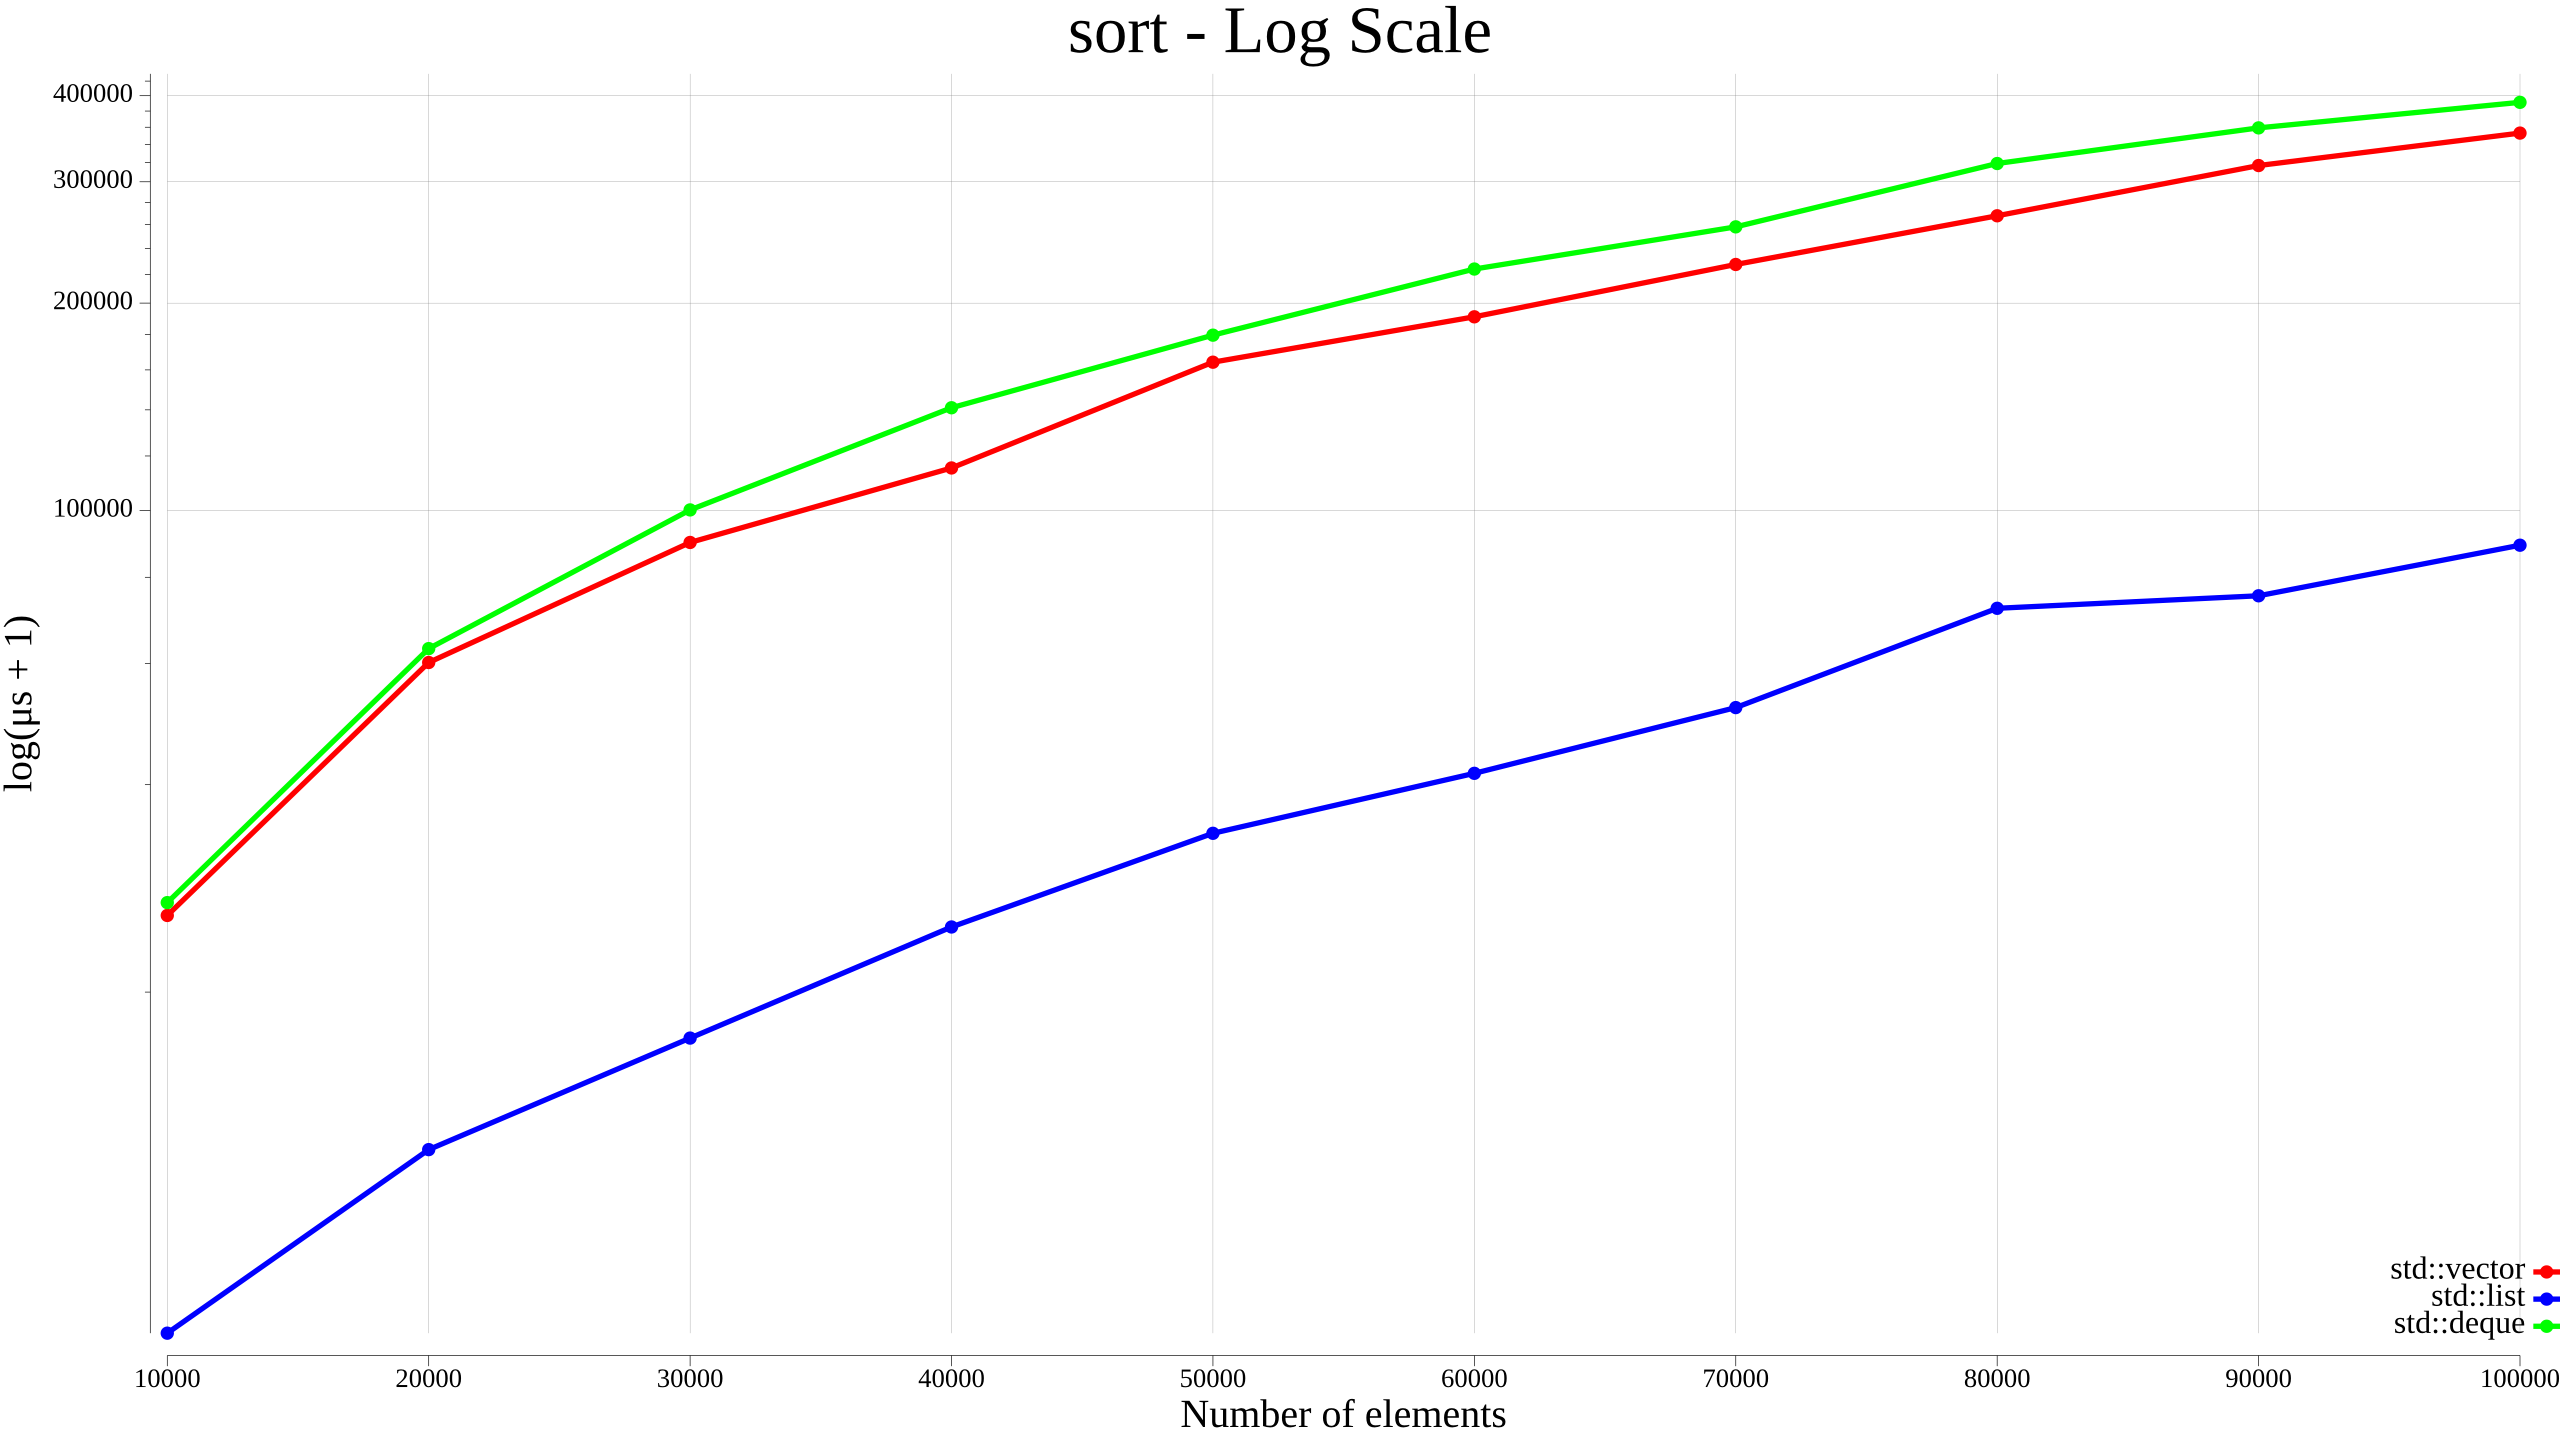 sort - Log Scale
400000
300000
200000
100000
log(μs + 1)
std::vector
std::list
std::deque
10000 20000 30000 40000 50000 60000 70000 80000 90000 100000
Number of elements